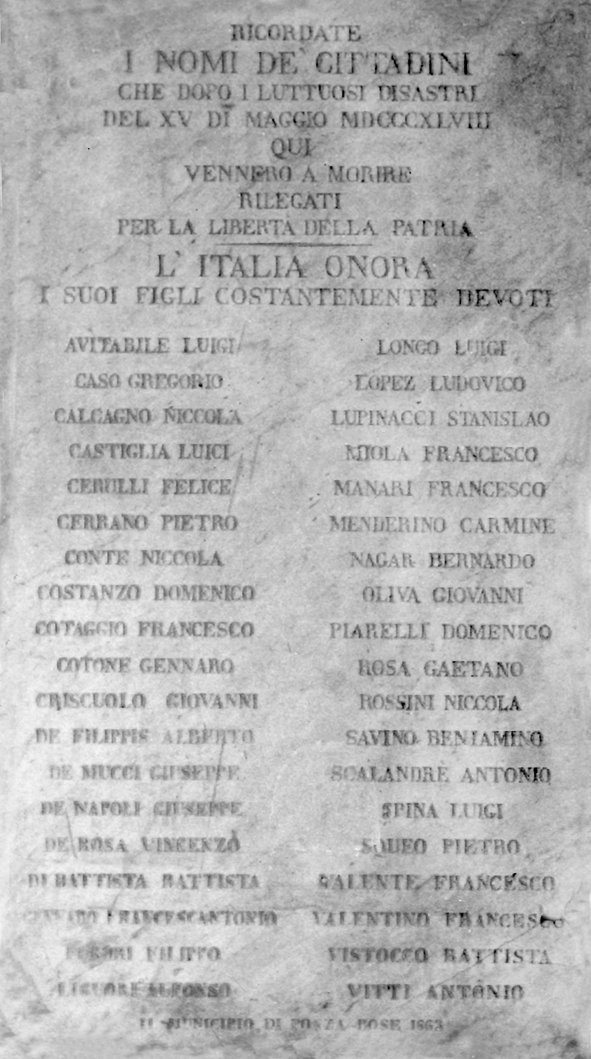 RICORDATE
I NOMI DE' CITTADINI
CHE DOPO I LUTTUOSI DISASTRI
DEL XV DI MAGGIO MDCCCXLVIII
QUI
VENNERO A MORIRE
RILEGATI
PER LA LIBERTÀ DELLA PATRIA
L' ITALIA ONORA
I SUOI FIGLI COSTANTEMENTE DEVOTI
AVITABILE LUIGI
CASO GREGORIO
CALCAGNO NICCOLA
CASTIGLIA LUIGI
CERULLI FELICE
CERRANO PIETRO
CONTE NICCOLA
COSTANZO DOMENICO
COTAGGIO FRANCESCO
COTONE GENNARO
CRISCUOLO GIOVANNI
DE FILIPPIS ALBERTO
DE MUCCI GIUSEPPE
DE NAPOLI GIUSEPPE
DE ROSA VINCENZO
DI BATTISTA BATTISTA
FRANCESCANTONIO
FILIPPO
LIGUORI ALFONSO
LONGO LUIGI
LOPEZ LUDOVICO
LUPINACCI STANISLAO
MIOLA FRANCESCO
MANARI FRANCESCO
MENDERINO CARMINE
NAGAR BERNARDO
OLIVA GIOVANNI
PIARELLI DOMENICO
ROSA GAETANO
ROSSINI NICCOLA
SAVINO BENIAMINO
SCALANDRE ANTONIO
SPINA LUIGI
PIETRO
VALENTE FRANCESCO
VALENTINO FRANCESCO
VISTOCCO BATTISTA
VITTI ANTONIO
IL MUNICIPIO DI PONZA POSE 1863